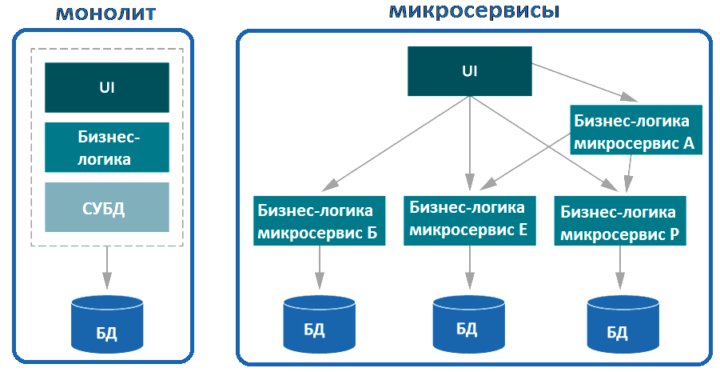 монолит
UI
Бизнес-
логика
СУБД
БД
микросервисы
UI
Бизнес-логика
микросервис А
Бизнес-логика
микросервис Б
Бизнес-логика
микросервис Е
Бизнес-логика
микросервис Р
БД
БД
БД